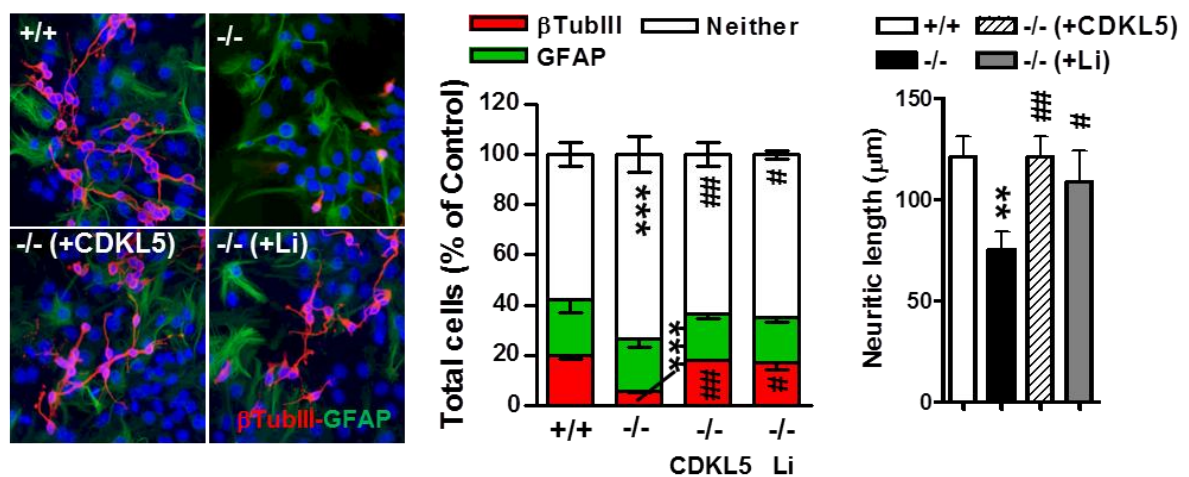 +/+
-/-
-/- (+CDKL5)
-/- (+Li)
βTubIII-GFAP
βTubIII Neither
GFAP
Total cells (% of Control)
120
100
80
60
40
20
0
***
***
##
##
#
#
+/+ -/- -/- -/-
CDKL5 Li
+/+ -/- (+CDKL5)
-/- -/- (+Li)
Neuritic length (μm)
150
100
50
0
**
##
#